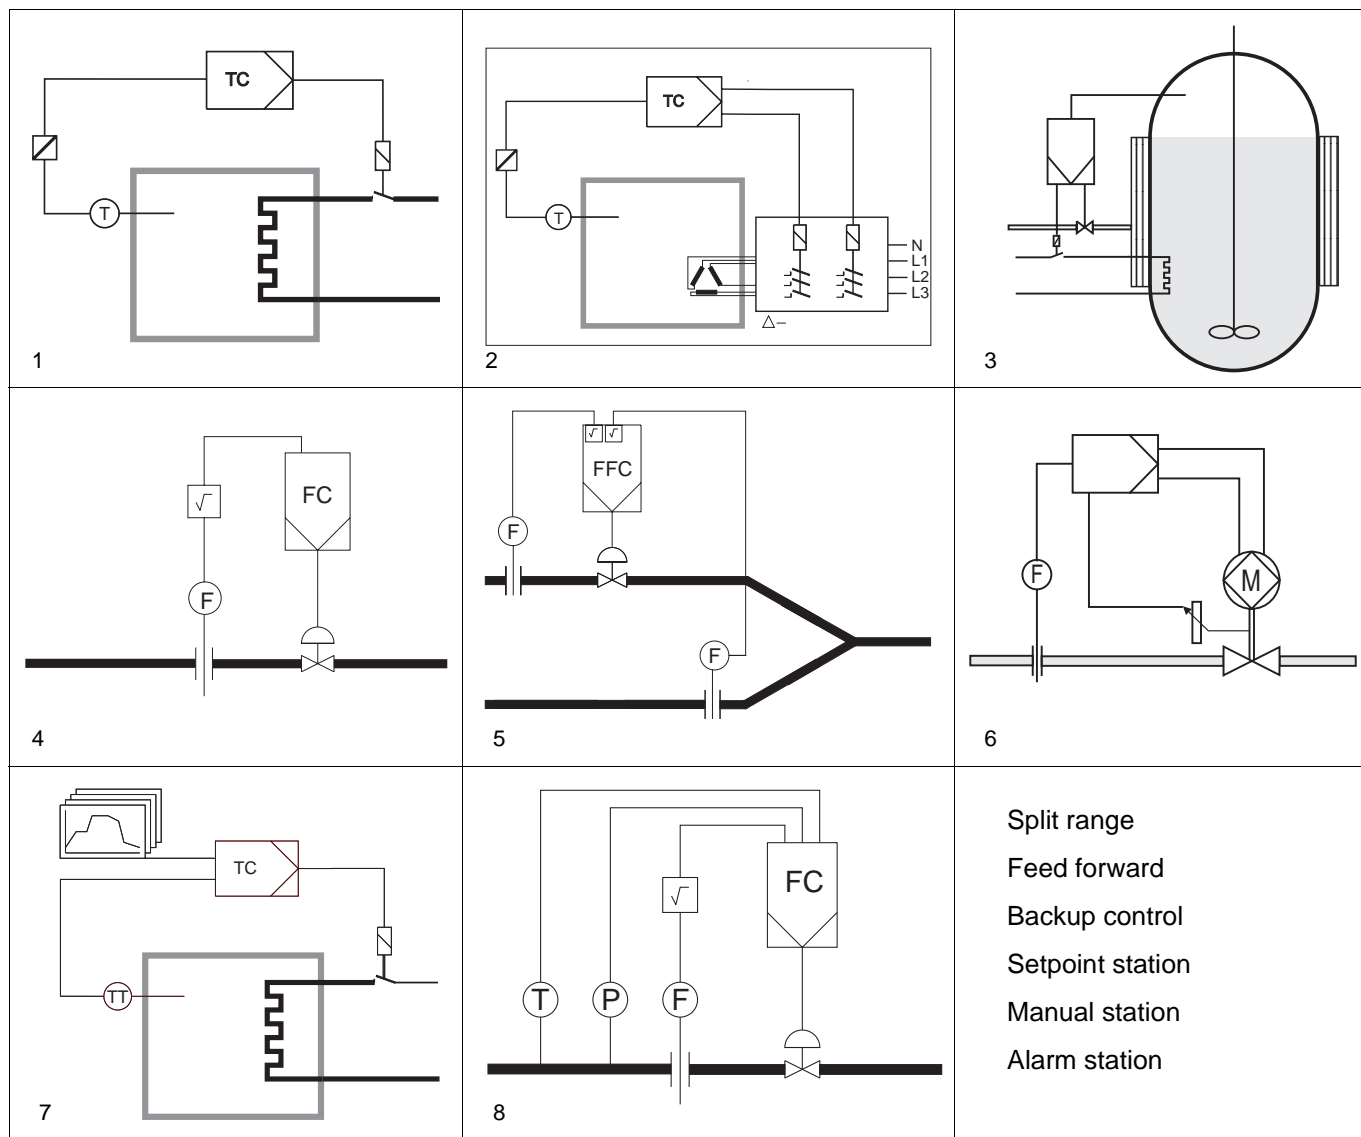 TC
T
1
TC
T
N
L1
L2
L3
△–
2
3
√
FC
F
4
√ √
FFC
F
F
5
F
M
6
TC
TT
7
√
FC
T P F
8
Split range
Feed forward
Backup control
Setpoint station
Manual station
Alarm station